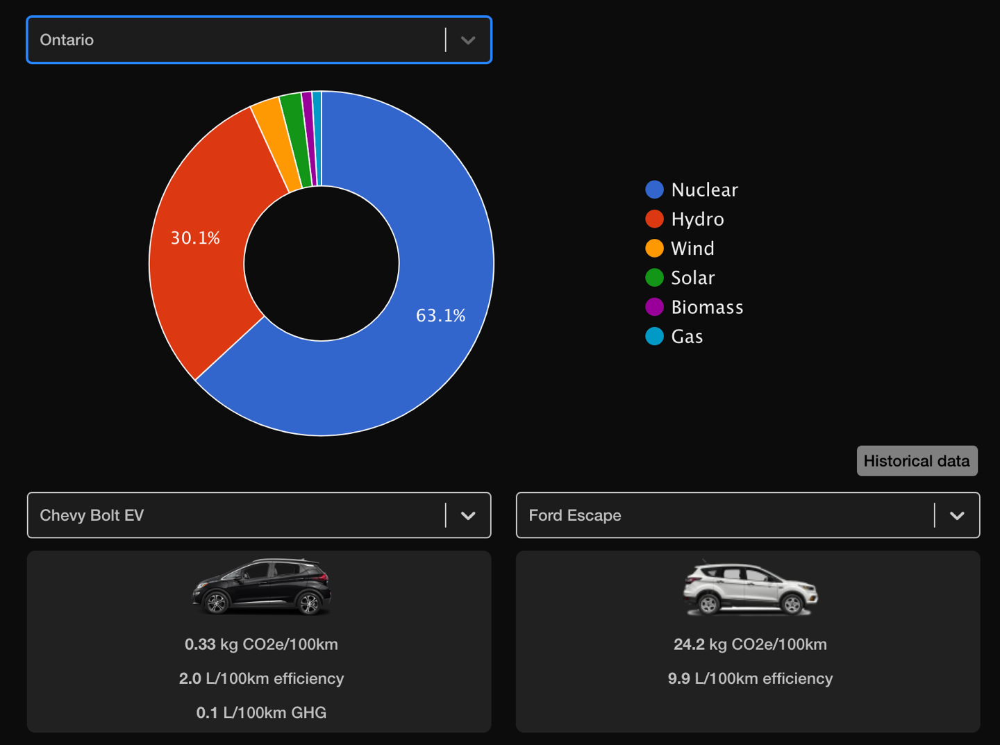 Ontario
30.1%
63.1%
Nuclear
Hydro
Wind
Solar
Biomass
Gas
Historical data
Chevy Bolt EV
Ford Escape
0.33 kg CO2e/100km
2.0 L/100km efficiency
0.1 L/100km GHG
24.2 kg CO2e/100km
9.9 L/100km efficiency